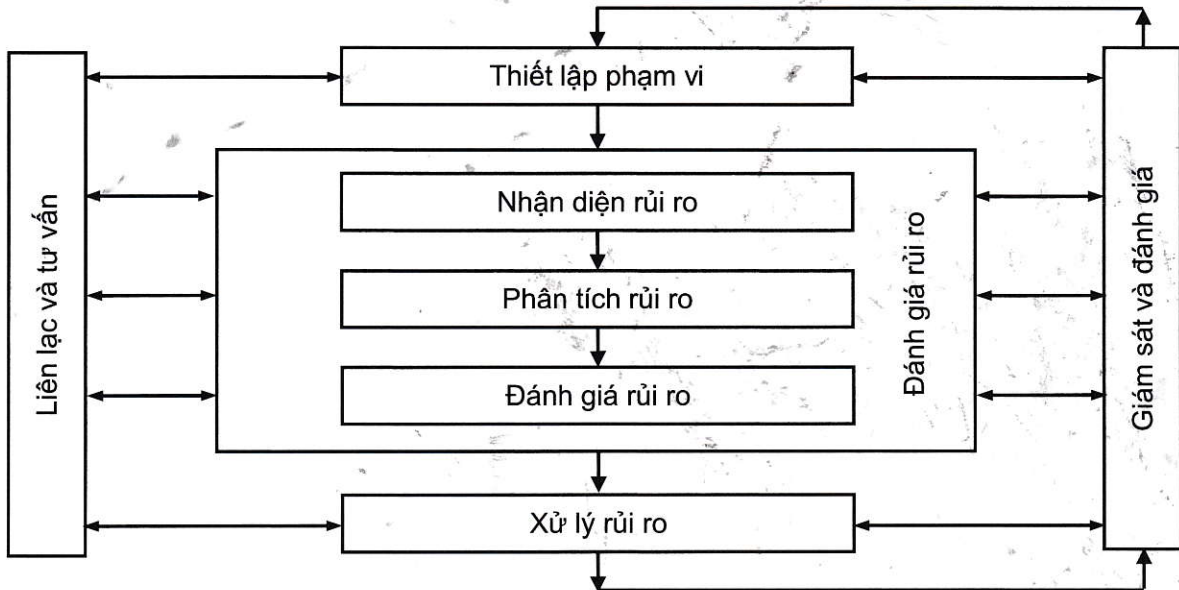 Thiết lập phạm vi
Liên lạc và tư vấn
Nhận diện rủi ro
Phân tích rủi ro
Đánh giá rủi ro
Đánh giá rủi ro
Giám sát và đánh giá
Xử lý rủi ro